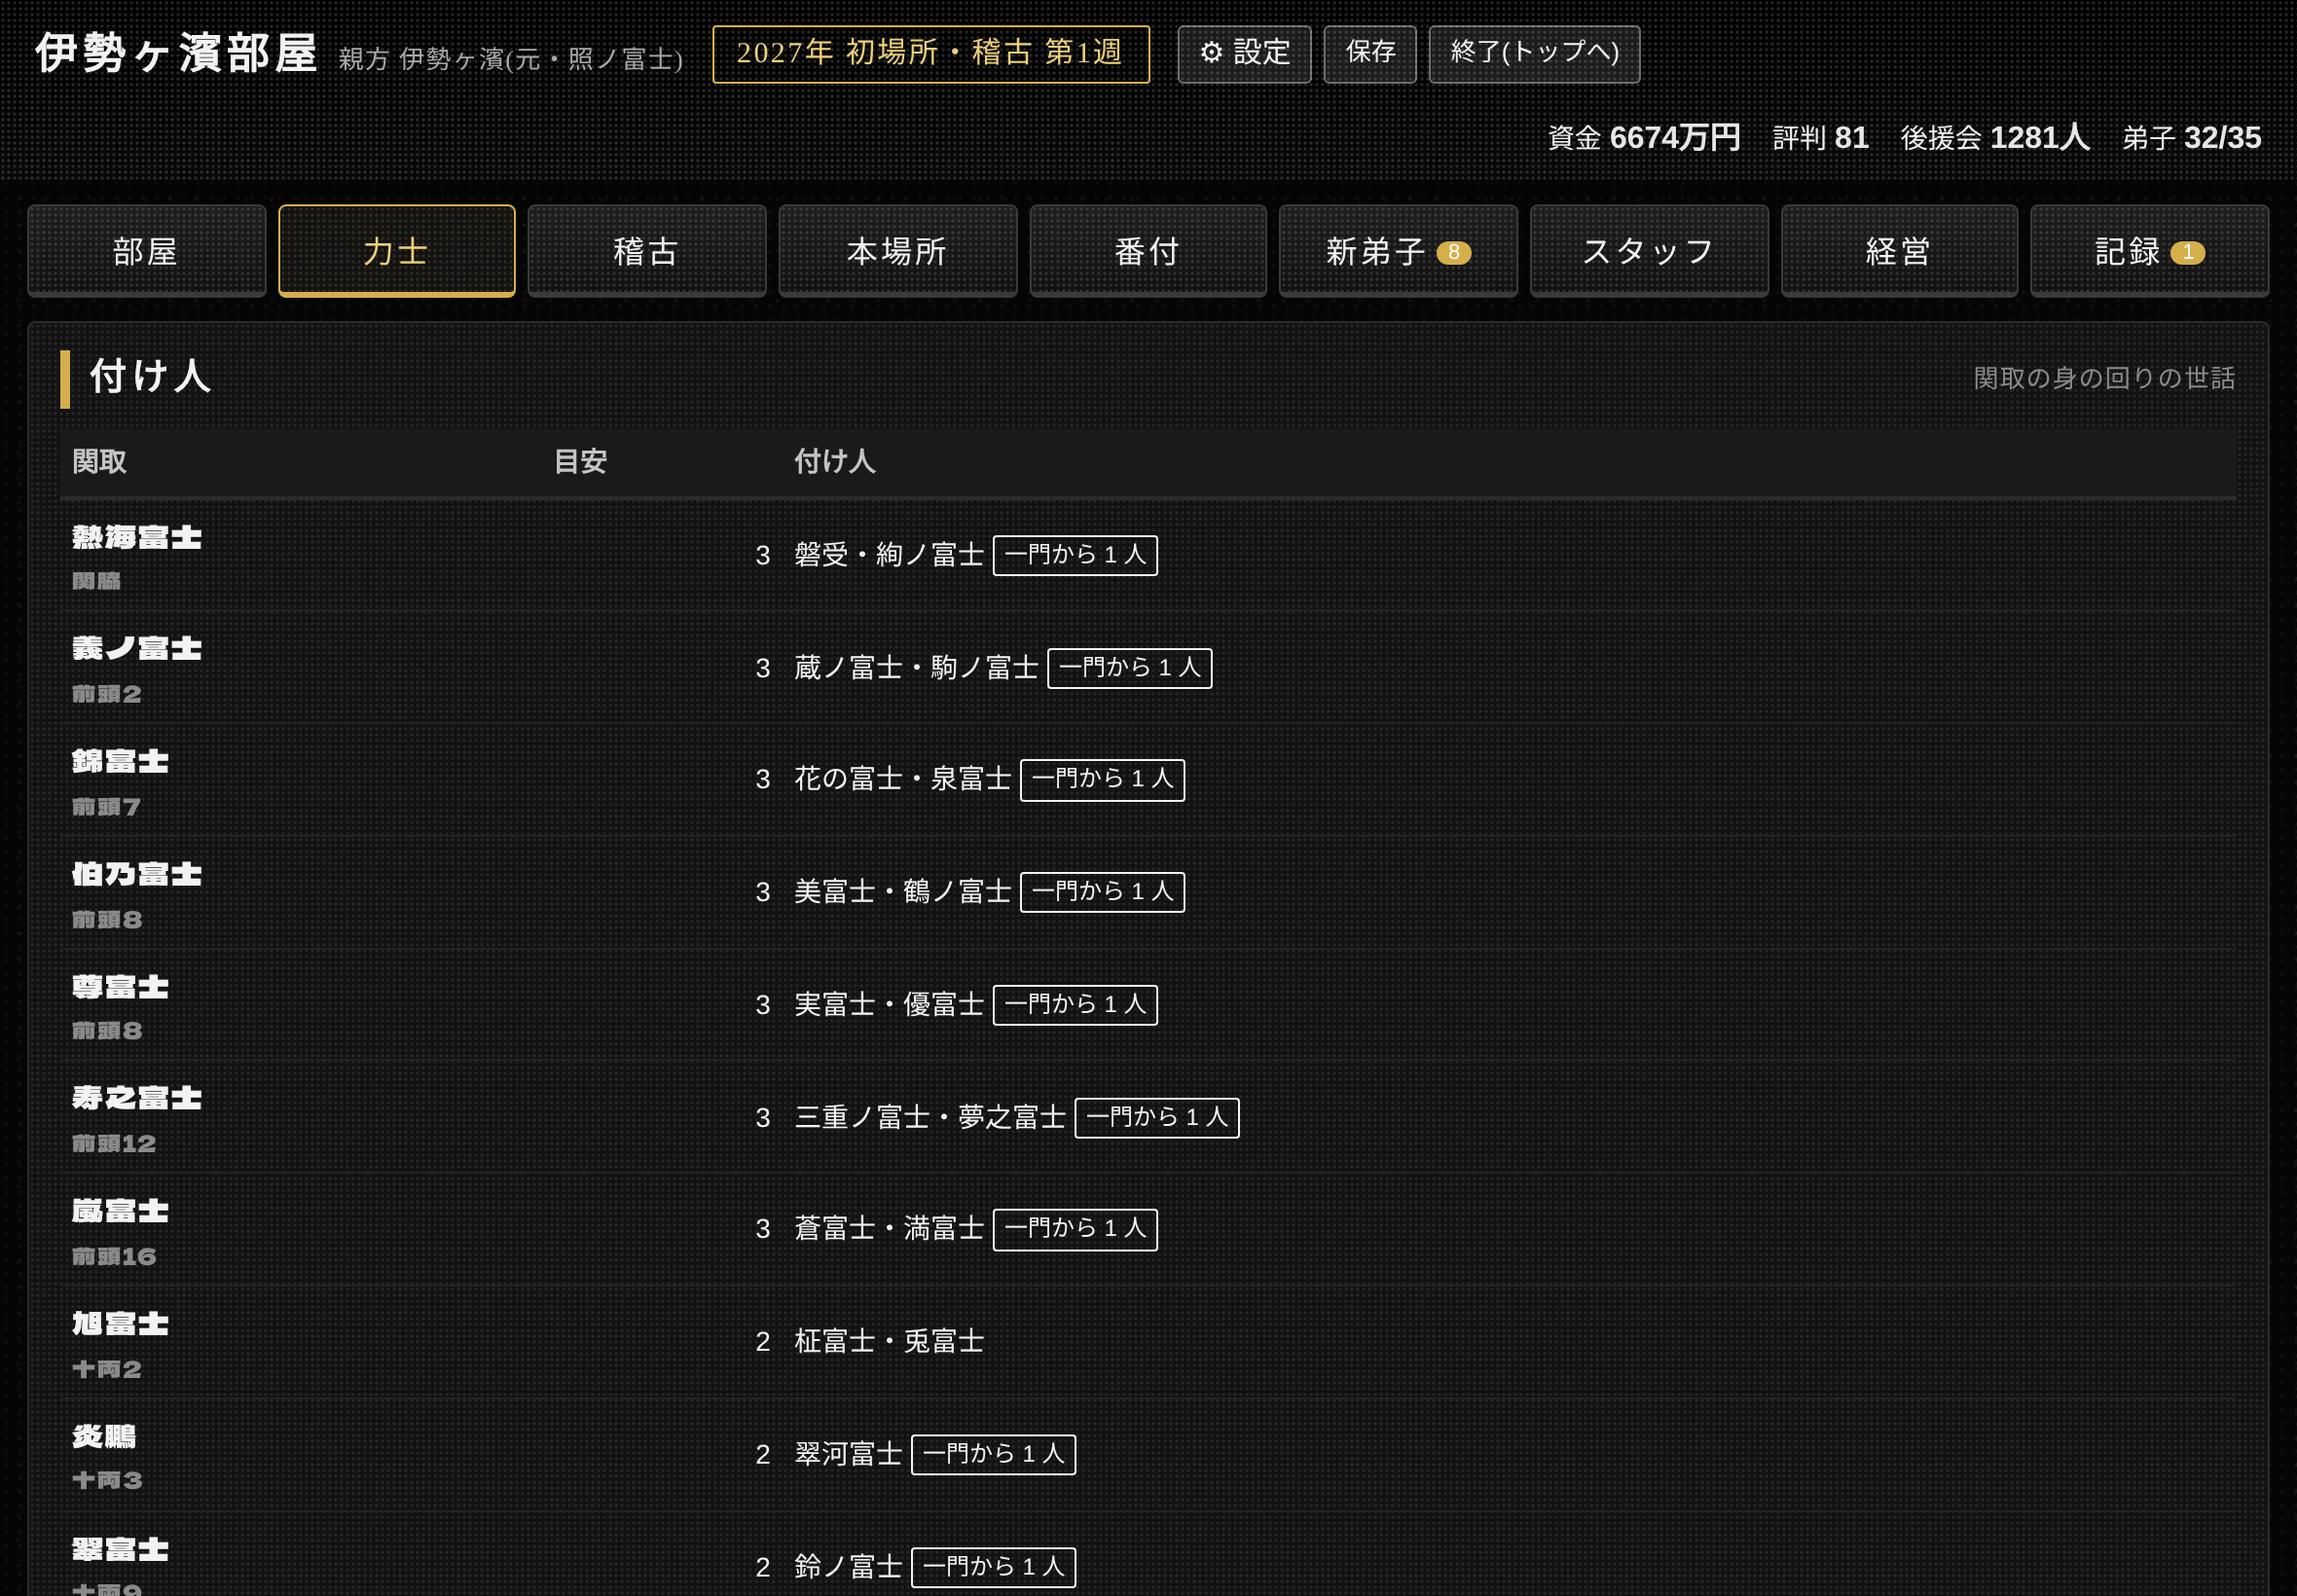 伊勢ヶ濱部屋 親方 伊勢ヶ濱(元・照ノ富士) 2027年 初場所・稽古 第1週 ⚙ 設定 保存 終了(トップへ)
資金 6674万円 評判 81 後援会 1281人 弟子 32/35
部屋 力士 稽古 本場所 番付 新弟子 8 スタッフ 経営 記録 1
付け人 関取の身の回りの世話
関取 目安 付け人
熱海富士
関脇
3 磐受・絢ノ富士 一門から 1 人
義ノ富士
前頭2
3 蔵ノ富士・駒ノ富士 一門から 1 人
錦富士
前頭7
3 花の富士・泉富士 一門から 1 人
伯乃富士
前頭8
3 美富士・鶴ノ富士 一門から 1 人
尊富士
前頭8
3 実富士・優富士 一門から 1 人
寿之富士
前頭12
3 三重ノ富士・夢之富士 一門から 1 人
嵐富士
前頭16
3 蒼富士・満富士 一門から 1 人
旭富士
十両2
2 柾富士・兎富士
炎鵬
十両3
2 翠河富士 一門から 1 人
翠富士
十両9
2 鈴ノ富士 一門から 1 人